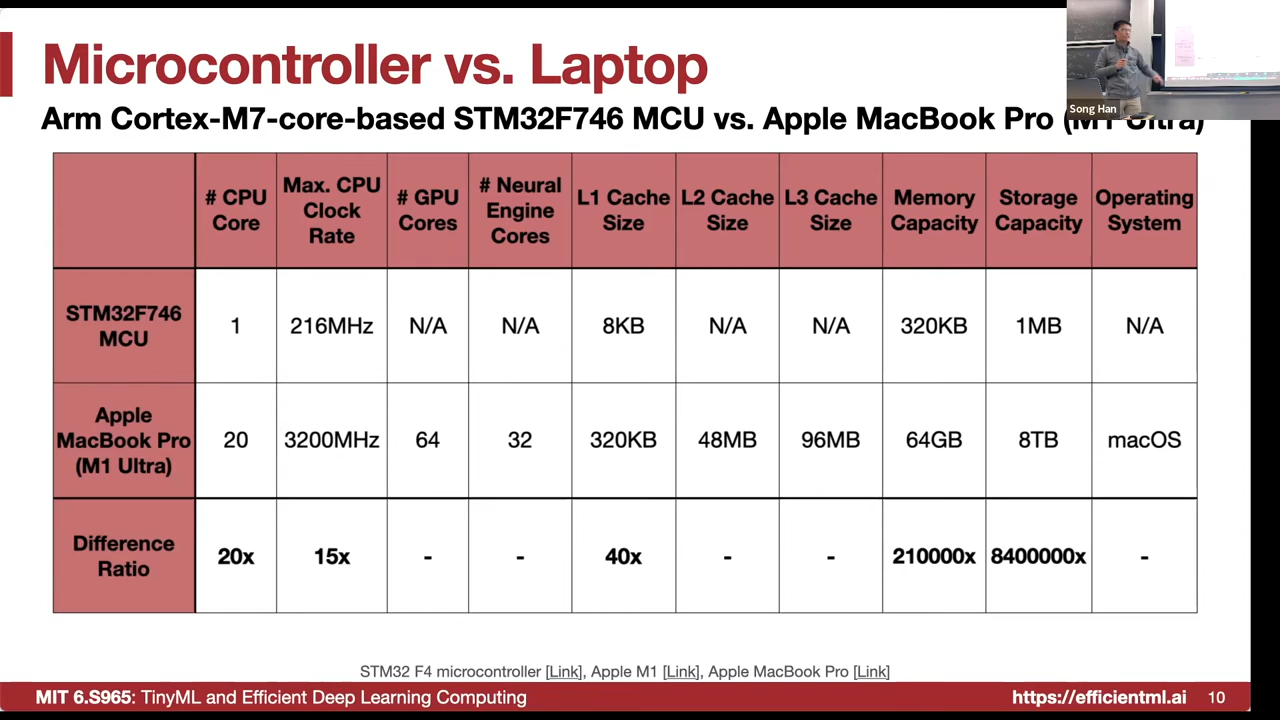 Microcontroller vs. Laptop
Song Han
Arm Cortex-M7-core-based STM32F746 MCU vs. Apple MacBook Pro (M1 Ultra)
# CPU Core
Max. CPU Clock Rate
# GPU Cores
# Neural Engine Cores
L1 Cache Size
L2 Cache Size
L3 Cache Size
Memory Capacity
Storage Capacity
Operating System
STM32F746 MCU
1
216MHz
N/A
N/A
8KB
N/A
N/A
320KB
1MB
N/A
Apple MacBook Pro (M1 Ultra)
20
3200MHz
64
32
320KB
48MB
96MB
64GB
8TB
macOS
Difference Ratio
20x
15x
-
-
40x
-
-
210000x
8400000x
-
STM32 F4 microcontroller [Link], Apple M1 [Link], Apple MacBook Pro [Link]
MIT 6.S965: TinyML and Efficient Deep Learning Computing
https://efficientml.ai
10